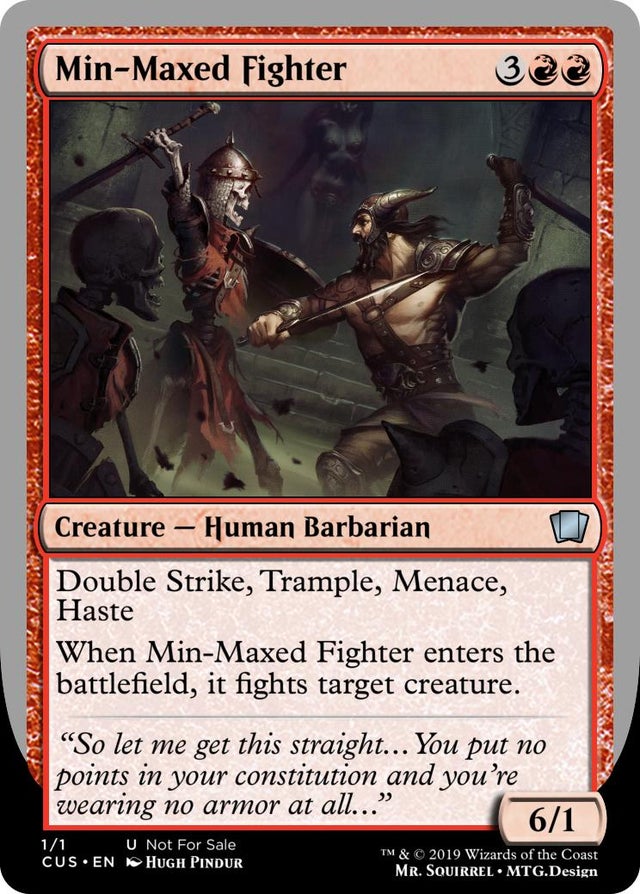 Min-Maxed Fighter 3
Creature — Human Barbarian
Double Strike, Trample, Menace,
Haste
When Min-Maxed Fighter enters the
battlefield, it fights target creature.
“So let me get this straight… You put no
points in your constitution and you’re
wearing no armor at all…”
6/1
1/1 U Not For Sale
CUS • EN Hugh Pindur
™ & © 2019 Wizards of the Coast
Mr. Squirrel • MTG.Design